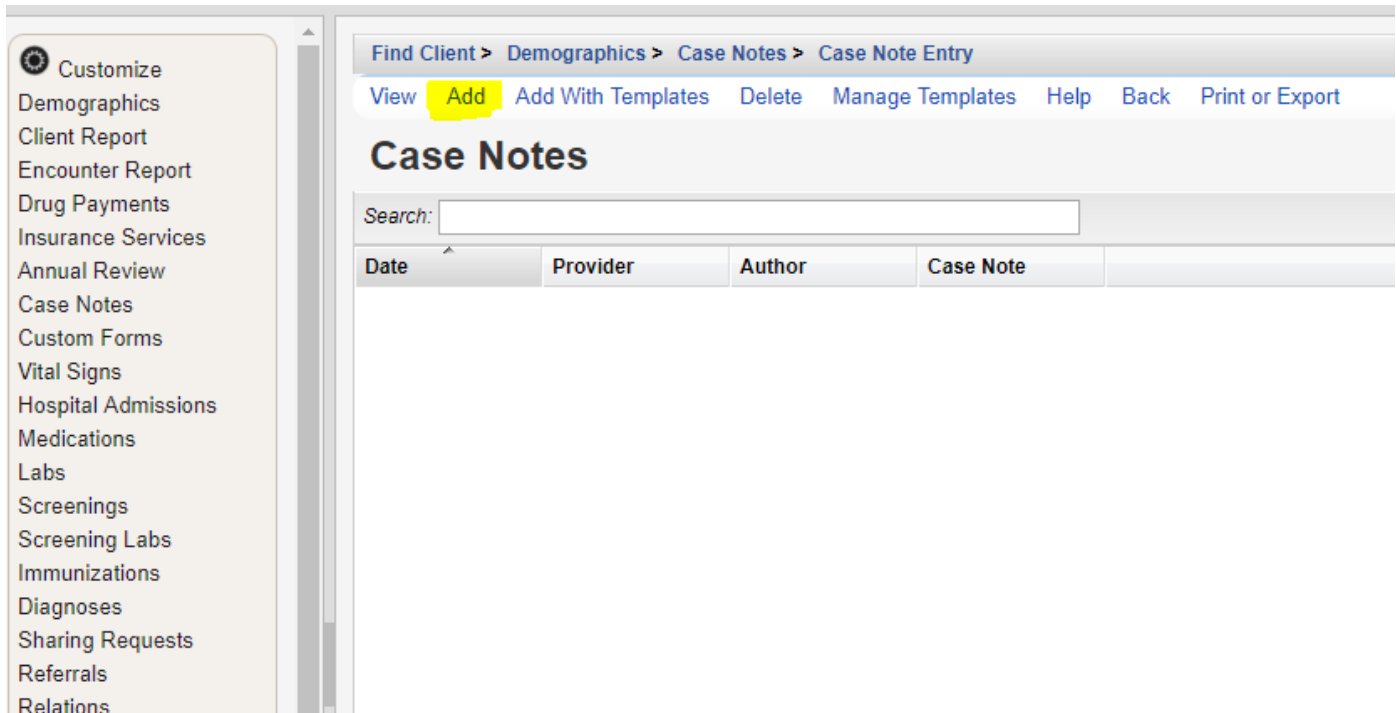 Customize
Demographics
Client Report
Encounter Report
Drug Payments
Insurance Services
Annual Review
Case Notes
Custom Forms
Vital Signs
Hospital Admissions
Medications
Labs
Screenings
Screening Labs
Immunizations
Diagnoses
Sharing Requests
Referrals
Relations
Find Client > Demographics > Case Notes > Case Note Entry
View Add Add With Templates Delete Manage Templates Help Back Print or Export
Case Notes
Search:
Date Provider Author Case Note